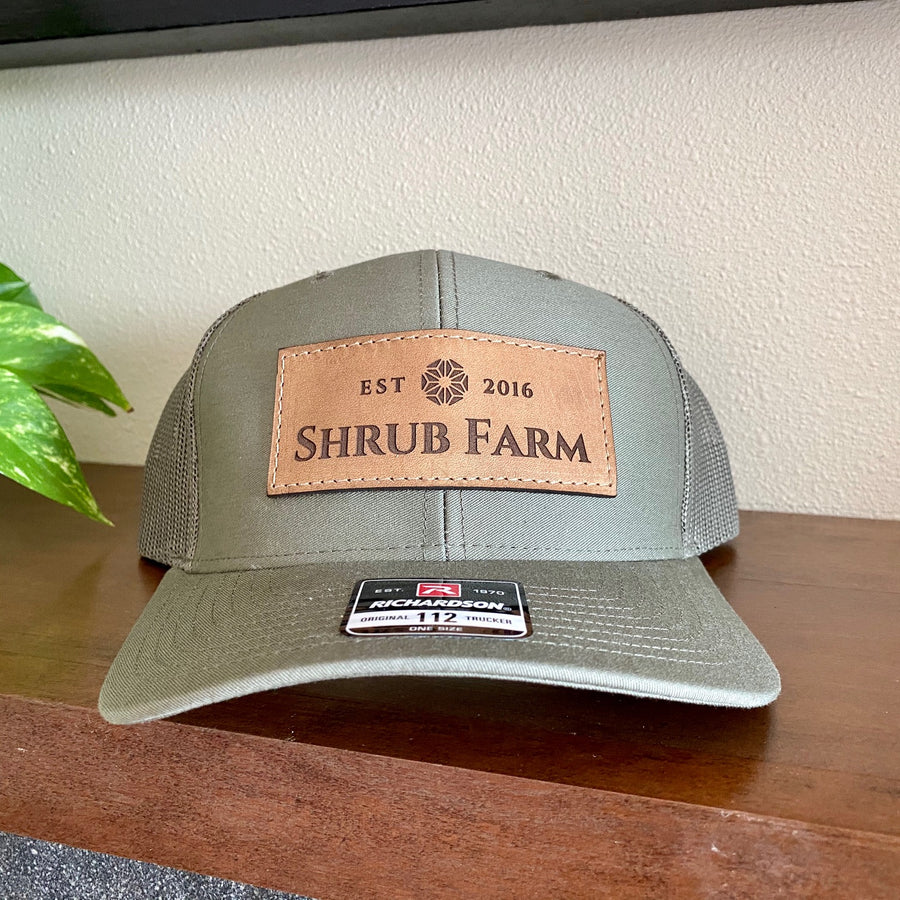 EST 2016
SHRUB FARM
EST. R 1970
RICHARDSON®
ORIGINAL 112 TRUCKER
ONE SIZE